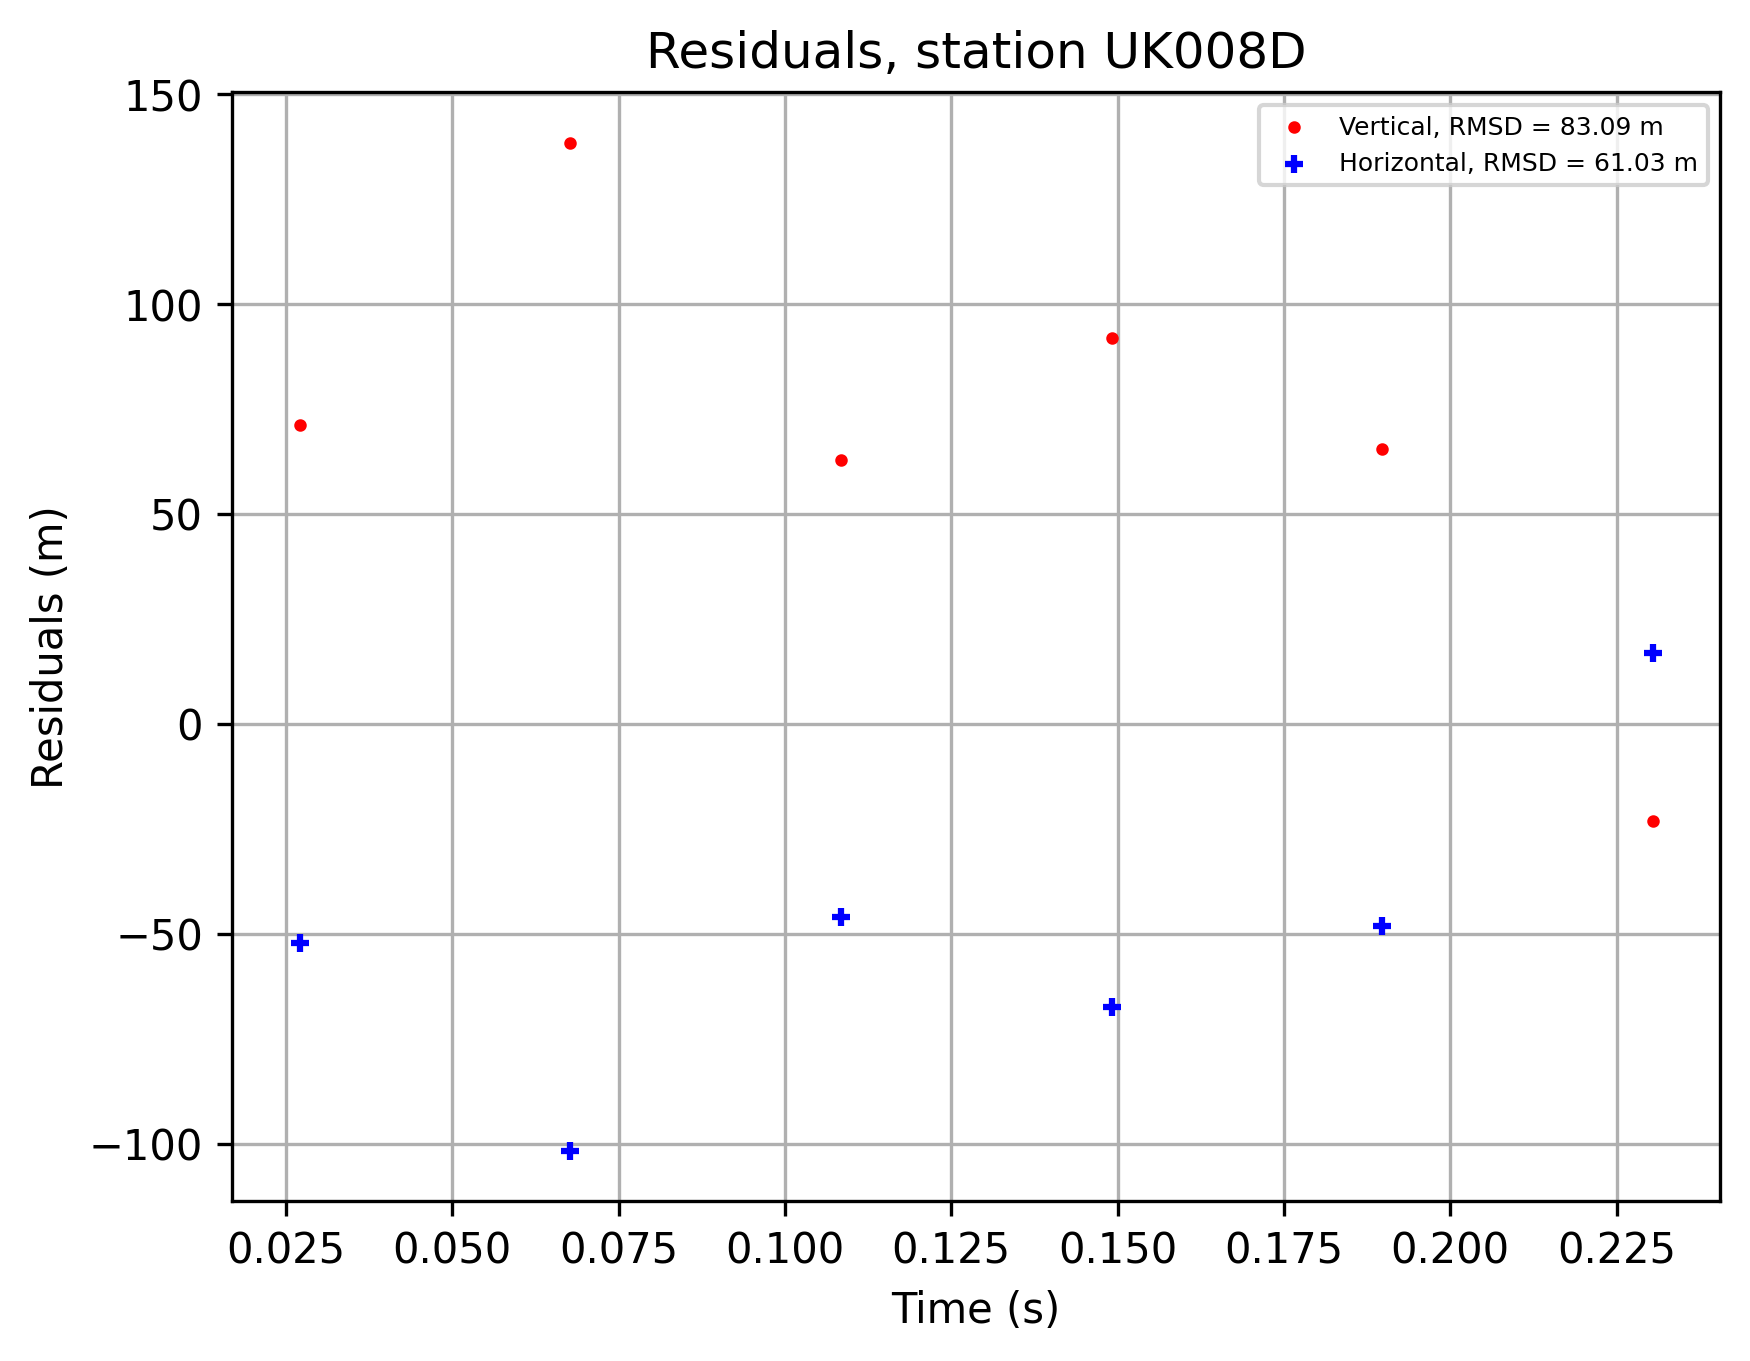 Residuals, station UK008D
Vertical, RMSD = 83.09 m
Horizontal, RMSD = 61.03 m
Residuals (m)
150
100
50
0
−50
−100
0.025 0.050 0.075 0.100 0.125 0.150 0.175 0.200 0.225
Time (s)